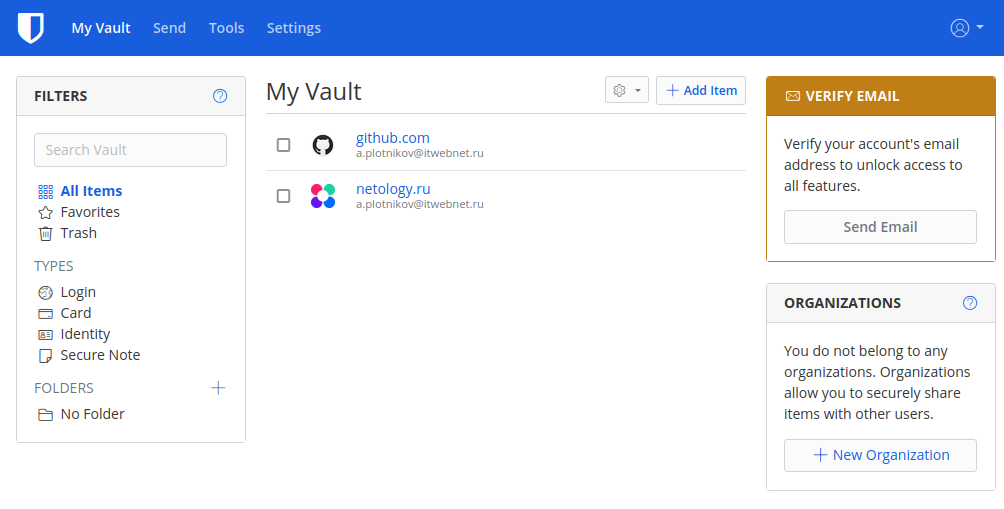 My Vault Send Tools Settings
FILTERS
Search Vault
All Items
Favorites
Trash
TYPES
Login
Card
Identity
Secure Note
FOLDERS
No Folder
My Vault
Add Item
github.com
a.plotnikov@itwebnet.ru
netology.ru
a.plotnikov@itwebnet.ru
VERIFY EMAIL
Verify your account's email
address to unlock access to
all features.
Send Email
ORGANIZATIONS
You do not belong to any
organizations. Organizations
allow you to securely share
items with other users.
New Organization